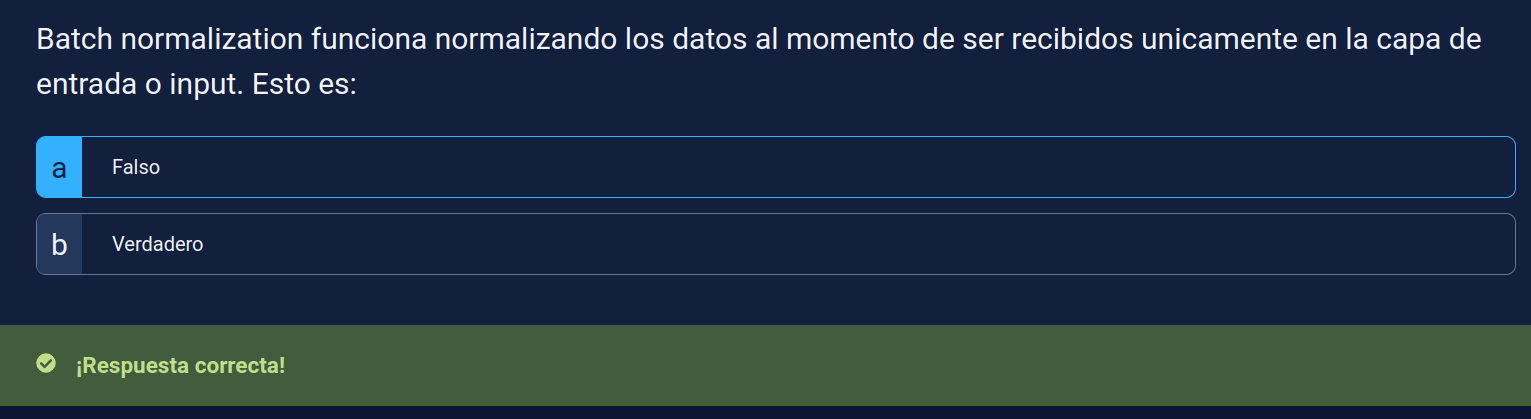 Batch normalization funciona normalizando los datos al momento de ser recibidos unicamente en la capa de
entrada o input. Esto es:
a Falso
b Verdadero
¡Respuesta correcta!